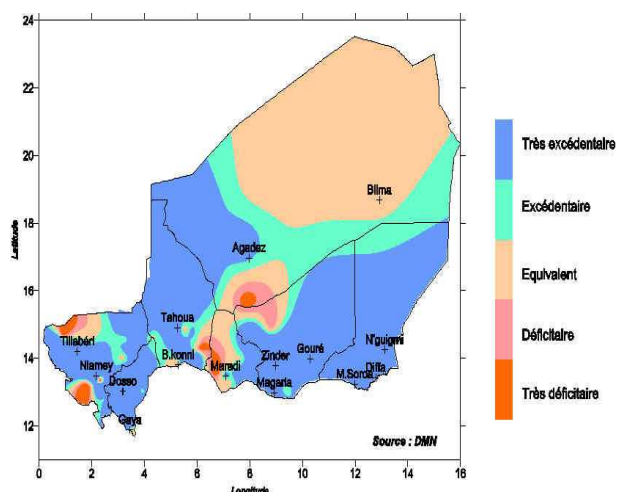 24
22
20
18
16
14
12
Latitude
0 2 4 6 8 10 12 14 16
Longitude
Bilma
Agadez
Tahoua
Tillabéri
B.konni
N'guigmi
Niamey
Maradi
Zinder
Gouré
Dosso
Magaria
M.Soroa
Diffa
Gaya
Source : DMN
Très excédentaire
Excédentaire
Equivalent
Déficitaire
Très déficitaire